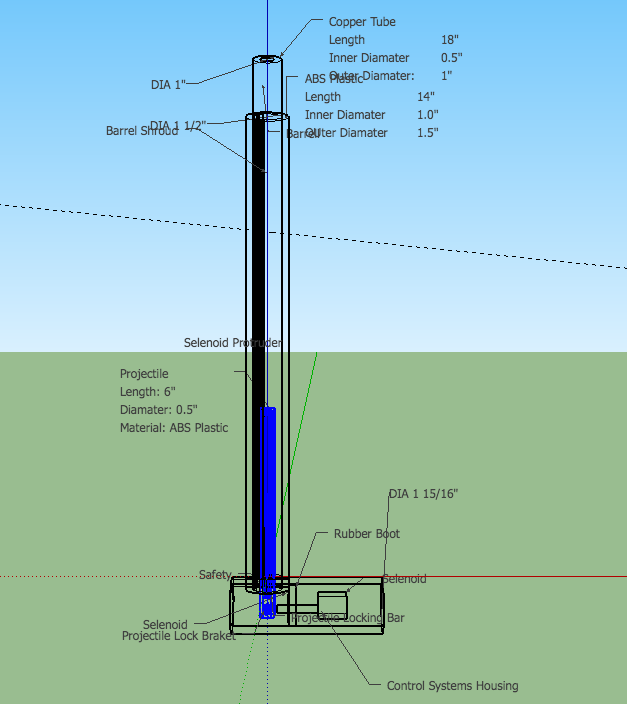 Copper Tube
Length 18"
Inner Diamater 0.5"
Outer Diamater: 1"
DIA 1"
ABS Plastic
Length 14"
Inner Diamater 1.0"
Outer Diamater 1.5"
DIA 1 1/2"
Barrel Shroud
Barrell
Selenoid Protruder
Projectile
Length: 6"
Diamater: 0.5"
Material: ABS Plastic
DIA 1 15/16"
Rubber Boot
Safety
Selenoid
Projectile Locking Bar
Selenoid
Projectile Lock Braket
Control Systems Housing